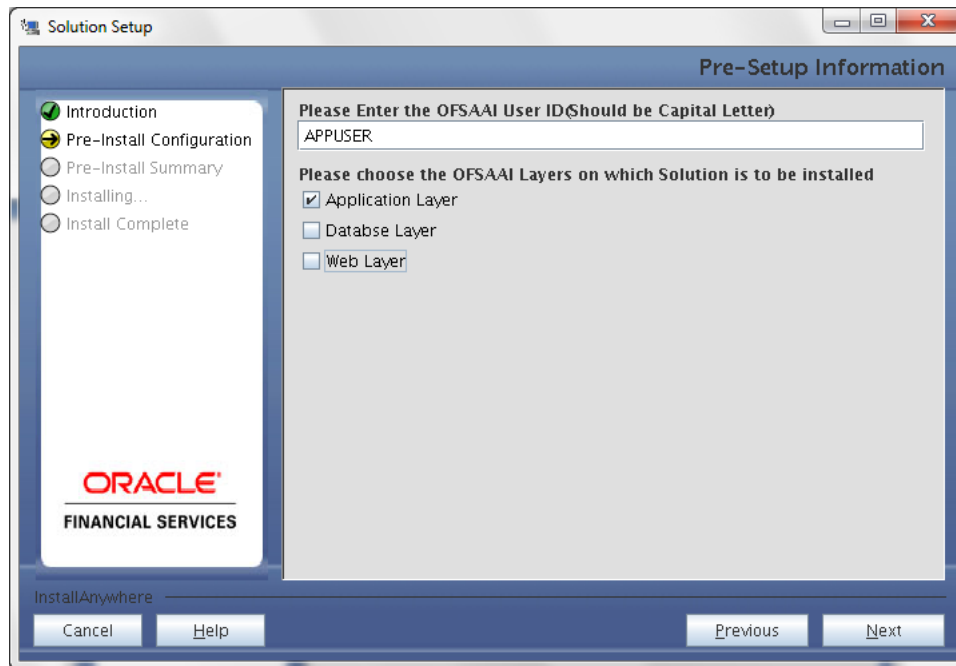 Solution Setup
Pre-Setup Information
Introduction
Pre-Install Configuration
Pre-Install Summary
Installing...
Install Complete
Please Enter the OFSAAI User ID(Should be Capital Letter)
APPUSER
Please choose the OFSAAI Layers on which Solution is to be installed
Application Layer
Databse Layer
Web Layer
ORACLE
FINANCIAL SERVICES
InstallAnywhere
Cancel
Help
Previous
Next